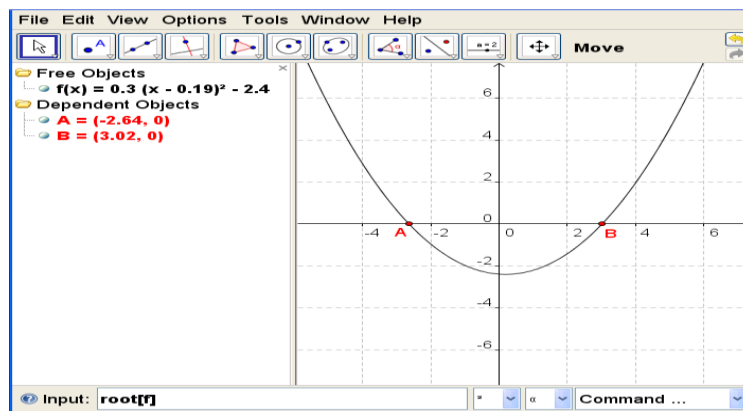 File Edit View Options Tools Window Help
A α a = 2 Move
Free Objects
f(x) = 0.3 (x - 0.19)² - 2.4
Dependent Objects
A = (-2.64, 0)
B = (3.02, 0)
6
4
2
0
-4 A -2 0 2 B 4 6
-2
-4
-6
Input: root[f] α Command ...